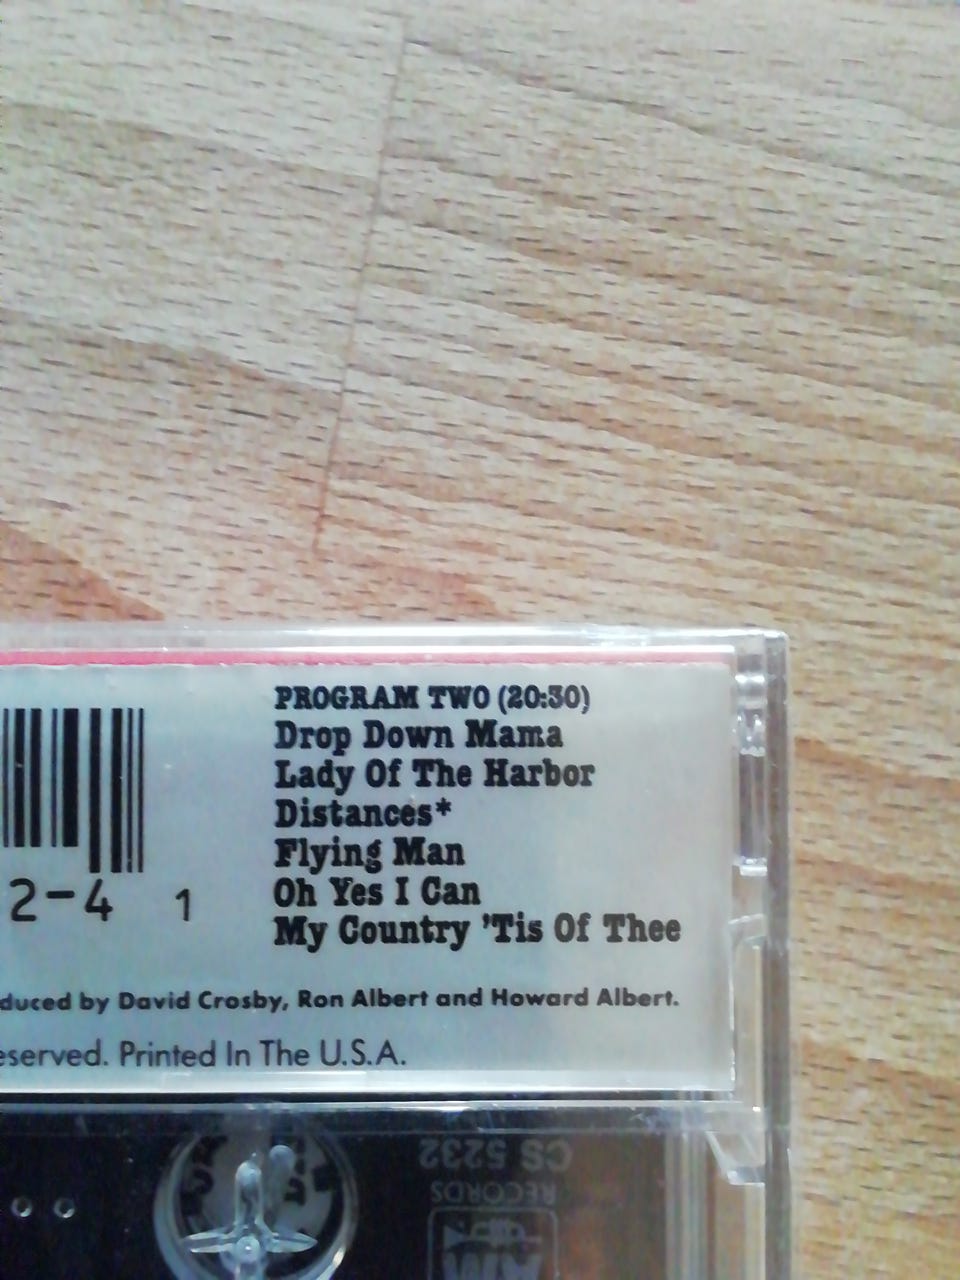 PROGRAM TWO (20:30)
Drop Down Mama
Lady Of The Harbor
Distances*
Flying Man
Oh Yes I Can
My Country 'Tis Of Thee
2-4 1
duced by David Crosby, Ron Albert and Howard Albert.
eserved. Printed In The U.S.A.
CS 5232
RECORDS